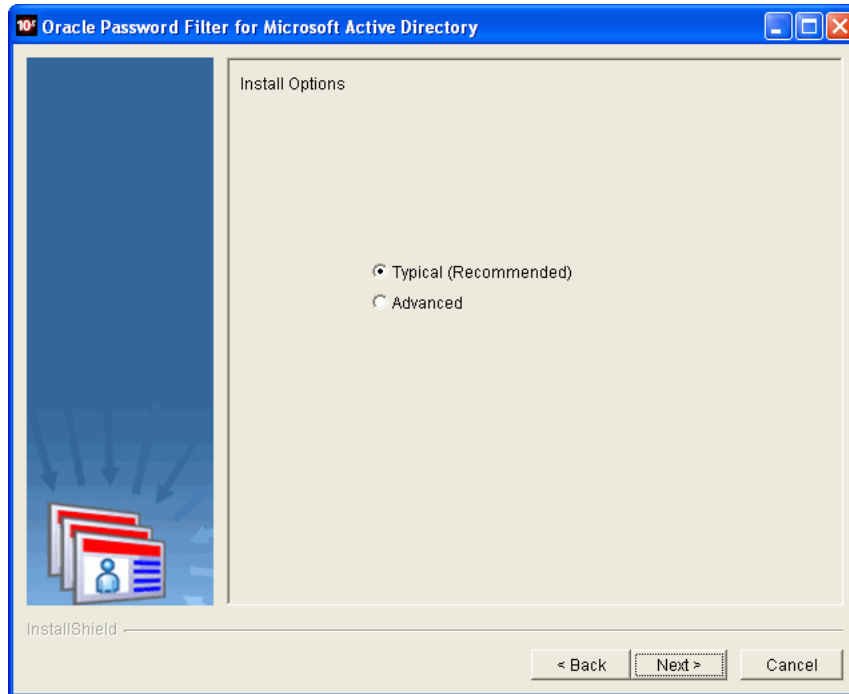 10g Oracle Password Filter for Microsoft Active Directory
Install Options
Typical (Recommended)
Advanced
InstallShield
< Back Next > Cancel